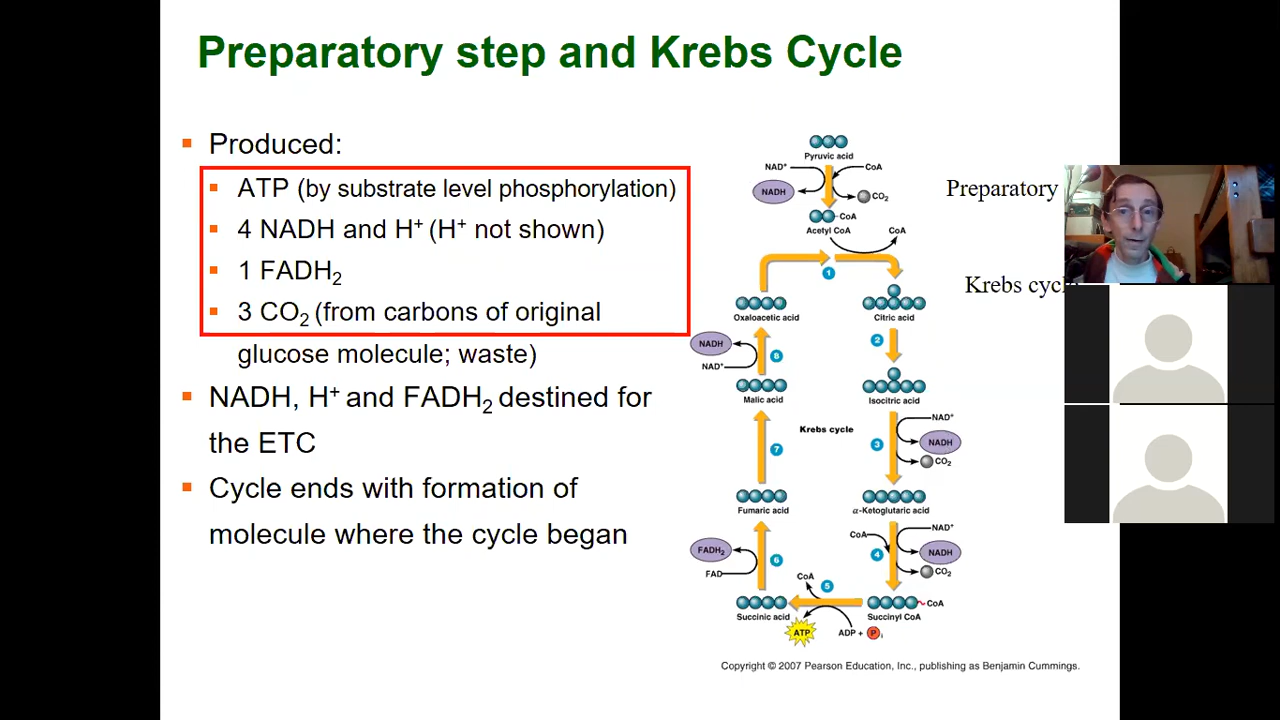 Preparatory step and Krebs Cycle
Produced:
ATP (by substrate level phosphorylation)
4 NADH and H⁺ (H⁺ not shown)
1 FADH₂
3 CO₂ (from carbons of original
glucose molecule; waste)
NADH, H⁺ and FADH₂ destined for
the ETC
Cycle ends with formation of
molecule where the cycle began
Pyruvic acid
NAD⁺
CoA
NADH
CO₂
CoA
Acetyl CoA
CoA
Preparatory
1
Krebs cycle
Oxaloacetic acid
Citric acid
NADH
8
2
NAD⁺
Malic acid
Isocitric acid
Krebs cycle
NAD⁺
7
3
NADH
CO₂
Fumaric acid
α-Ketoglutaric acid
CoA
NAD⁺
FADH₂
6
4
NADH
FAD
CO₂
CoA
5
CoA
Succinic acid
Succinyl CoA
ATP
ADP + P i
Copyright © 2007 Pearson Education, Inc., publishing as Benjamin Cummings.